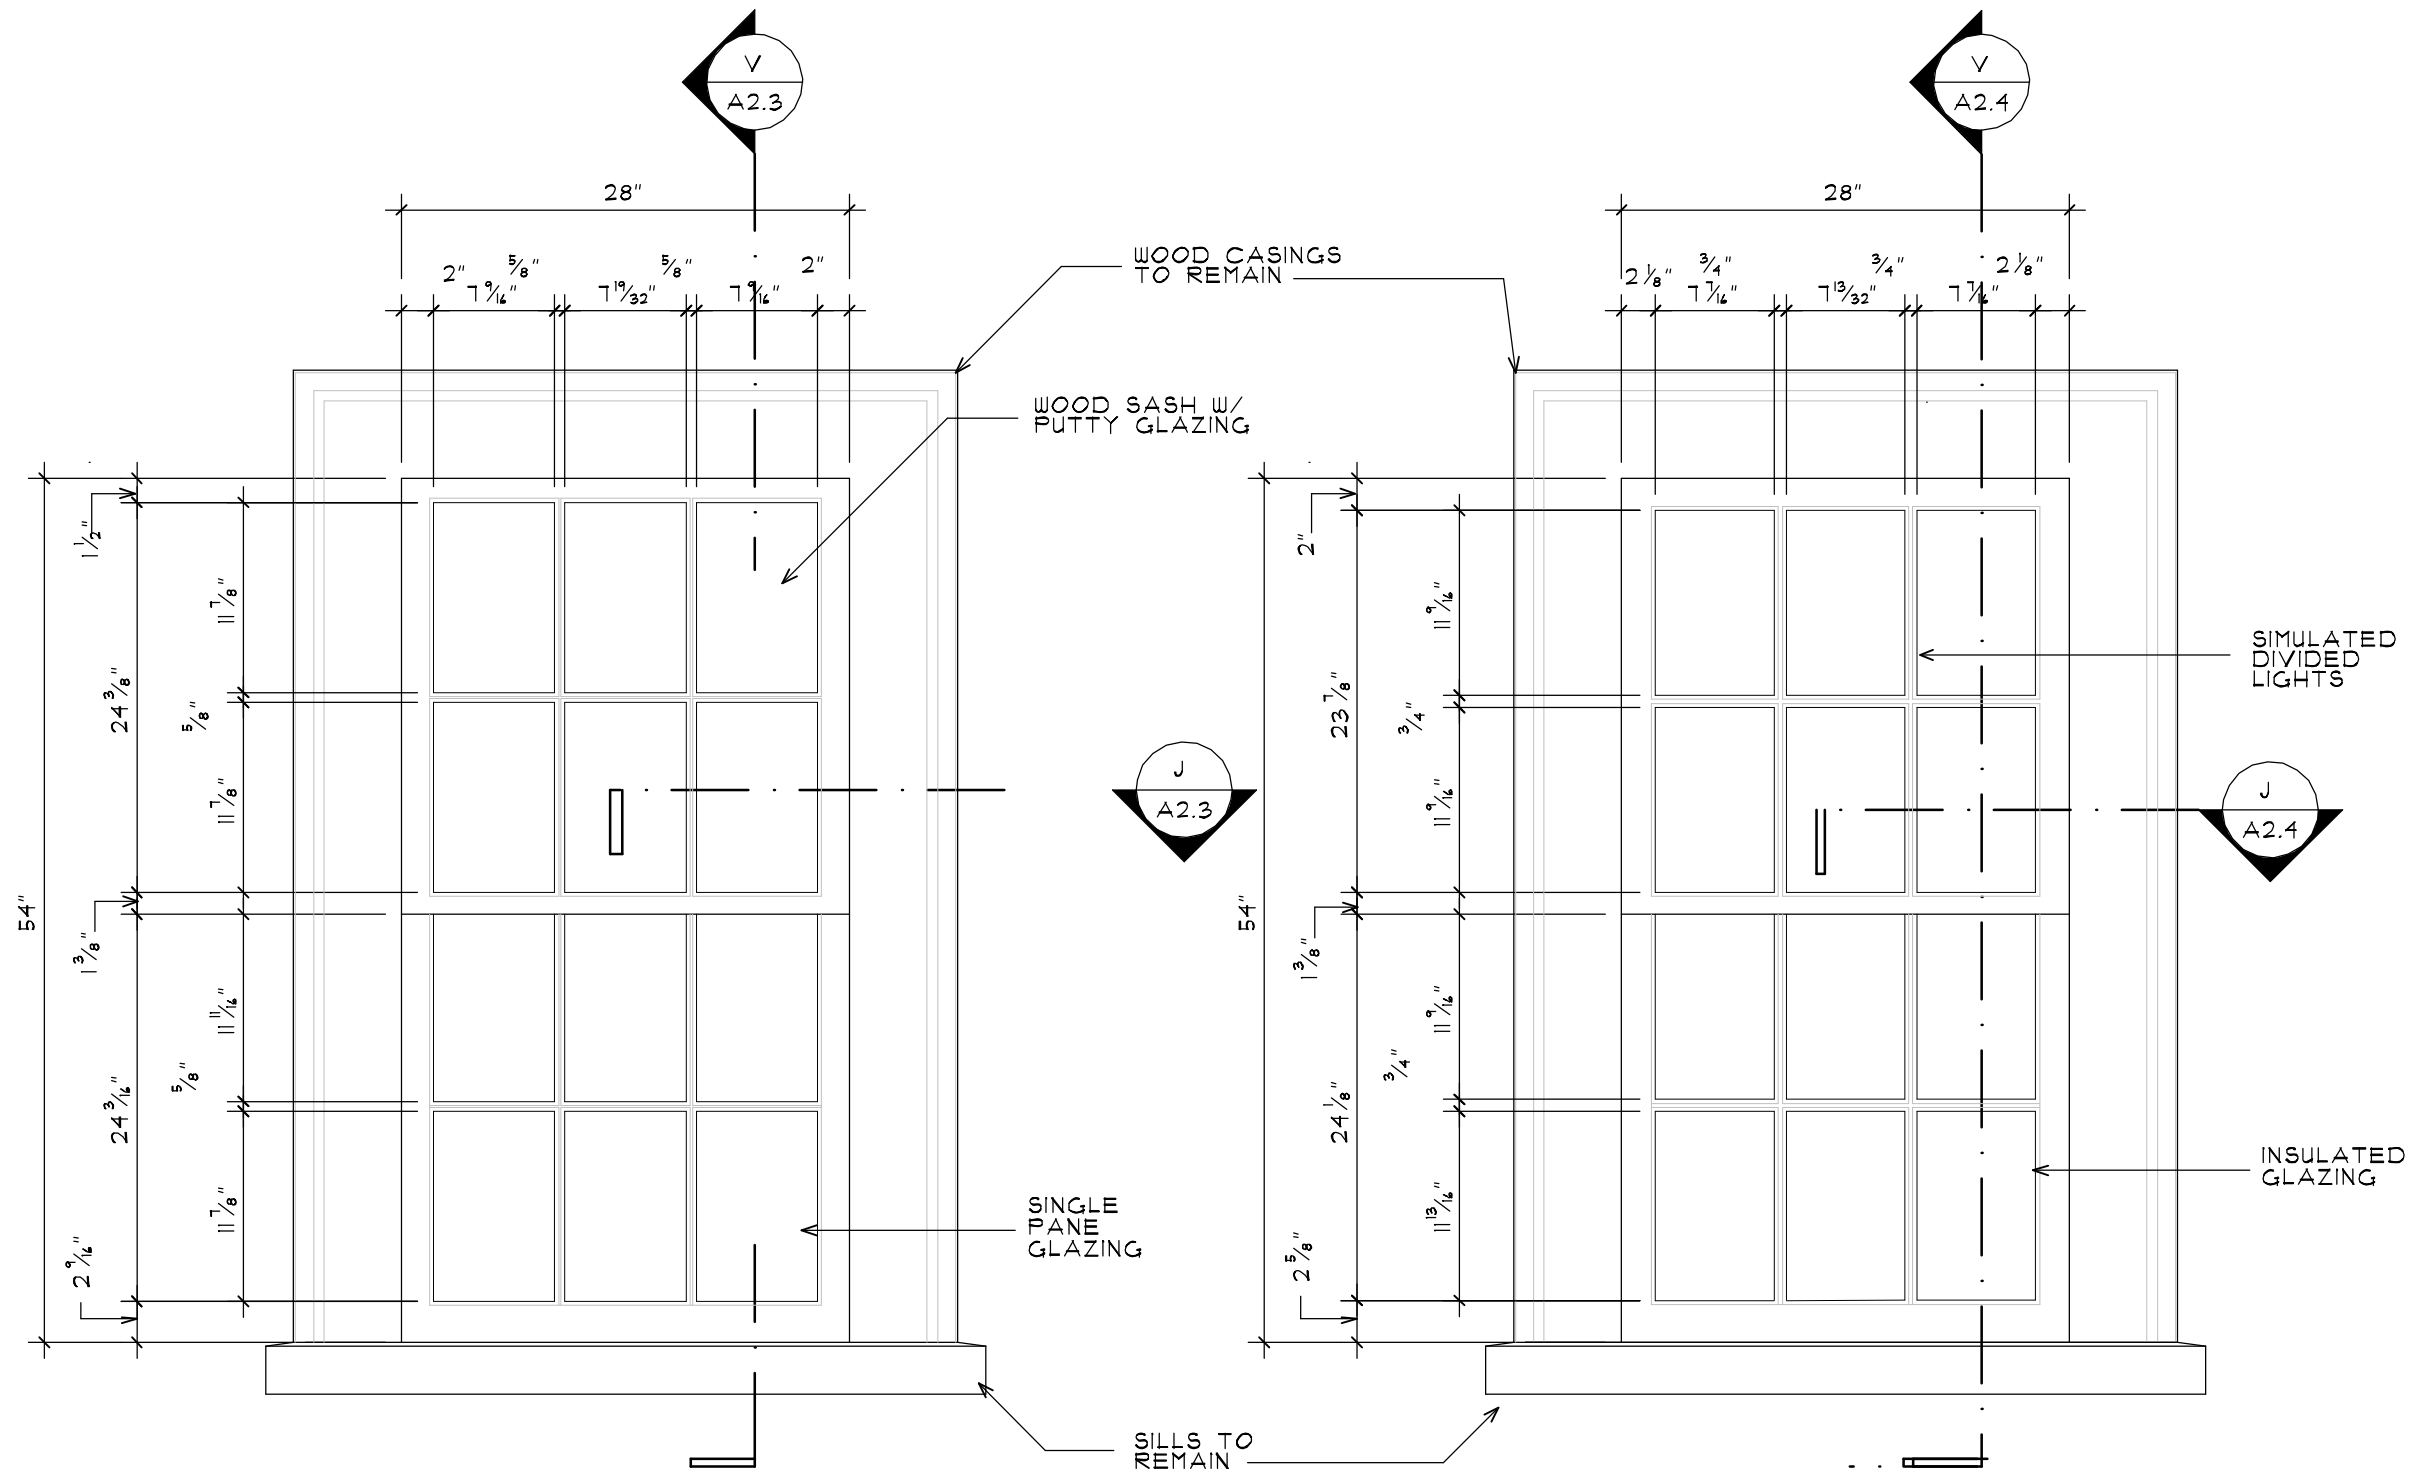 V
A2.3
V
A2.4
28"
28"
2" 5/8" 5/8" 2"
7 9/16" 7 19/32" 7 9/16"
2 1/8" 3/4" 3/4" 2 1/8"
7 7/16" 7 13/32" 7 7/16"
WOOD CASINGS
TO REMAIN
WOOD SASH W/
PUTTY GLAZING
1 1/2"
11 7/8"
24 3/8"
5/8"
11 7/8"
54"
1 3/8"
11 11/16"
5/8"
24 3/16"
11 7/8"
2 9/16"
J
A2.3
SINGLE
PANE
GLAZING
2"
11 9/16"
23 7/8"
3/4"
11 9/16"
54"
1 3/8"
11 9/16"
3/4"
24 1/8"
11 13/16"
2 5/8"
SIMULATED
DIVIDED
LIGHTS
J
A2.4
INSULATED
GLAZING
SILLS TO
REMAIN